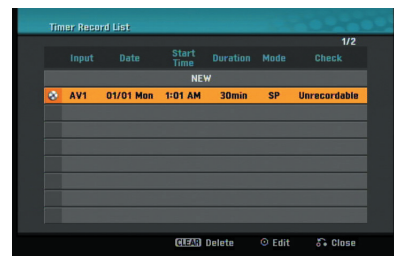 Timer Record List
1/2
Input Date Start Time Duration Mode Check
NEW
AV1 01/01 Mon 1:01 AM 30min SP Unrecordable
CLEAR Delete Edit Close